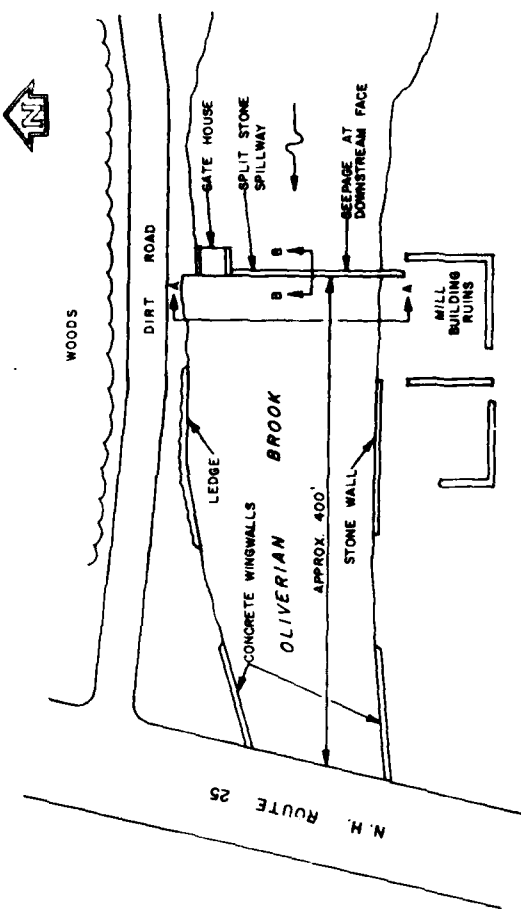 N
WOODS
DIRT ROAD
GATE HOUSE
SPLIT STONE
SPILLWAY
SEEPAGE AT
DOWNSTREAM FACE
A
B
B
A
MILL
BUILDING
RUINS
LEDGE
BROOK
OLIVERIAN
CONCRETE WINGWALLS
APPROX. 400'
STONE WALL
N.H. ROUTE 25